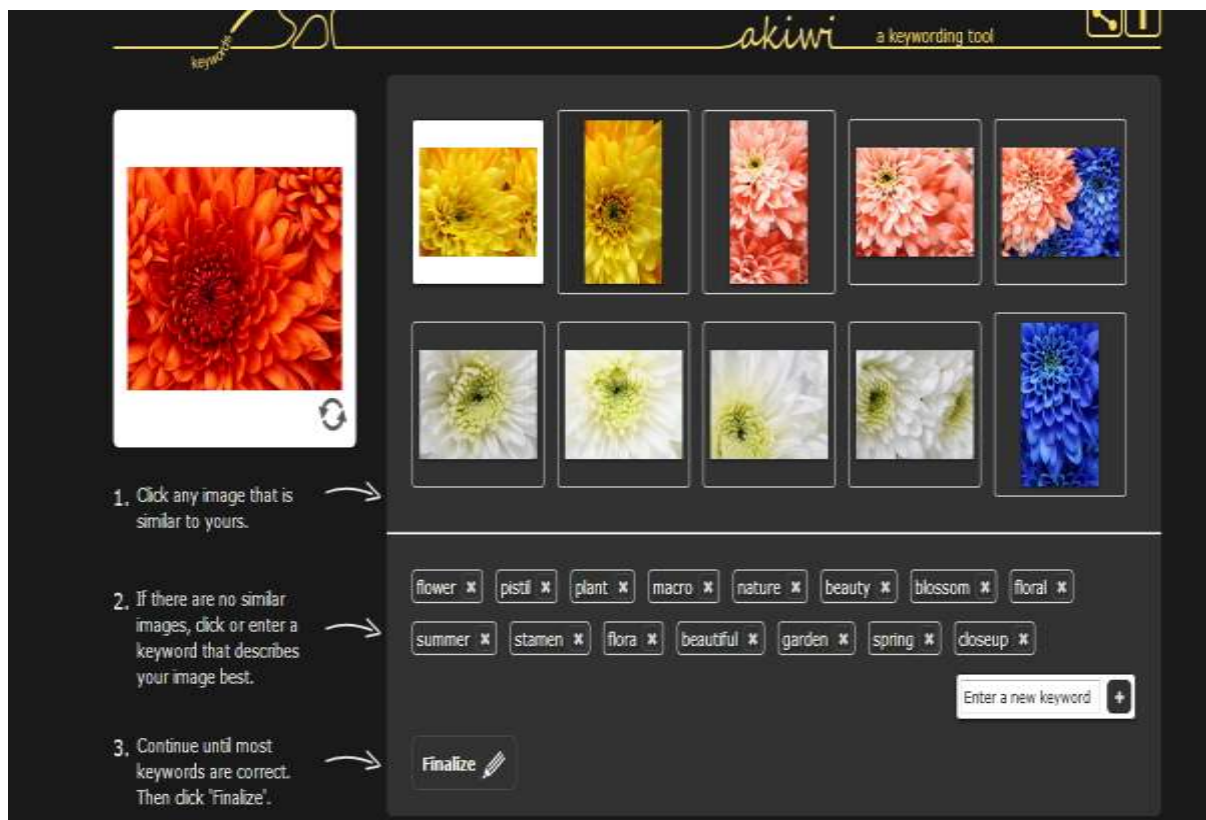 keywords
akiwi a keywording tool
1. Click any image that is
similar to yours.
2. If there are no similar
images, click or enter a
keyword that describes
your image best.
3. Continue until most
keywords are correct.
Then click 'Finalize'.
flower x pistil x plant x macro x nature x beauty x blossom x floral x
summer x stamen x flora x beautiful x garden x spring x closeup x
Enter a new keyword +
Finalize